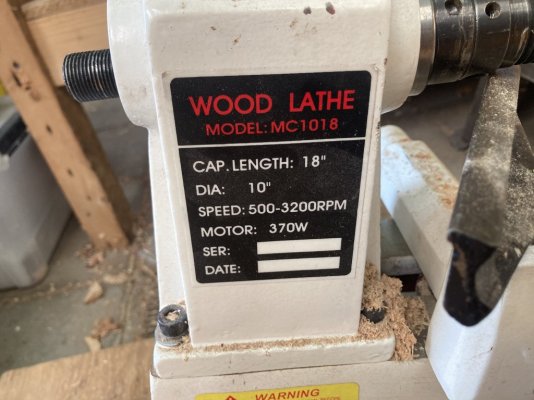 WOOD LATHE
MODEL: MC1018
CAP. LENGTH: 18"
DIA: 10"
SPEED: 500-3200RPM
MOTOR: 370W
SER:
DATE:
WARNING